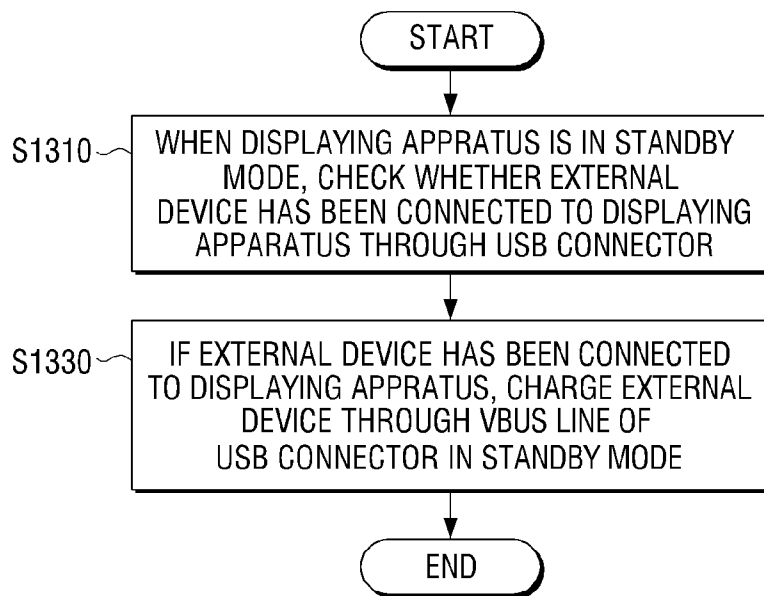 START
S1310
WHEN DISPLAYING APPRATUS IS IN STANDBY
MODE, CHECK WHETHER EXTERNAL
DEVICE HAS BEEN CONNECTED TO DISPLAYING
APPARATUS THROUGH USB CONNECTOR
S1330
IF EXTERNAL DEVICE HAS BEEN CONNECTED
TO DISPLAYING APPRATUS, CHARGE EXTERNAL
DEVICE THROUGH VBUS LINE OF
USB CONNECTOR IN STANDBY MODE
END